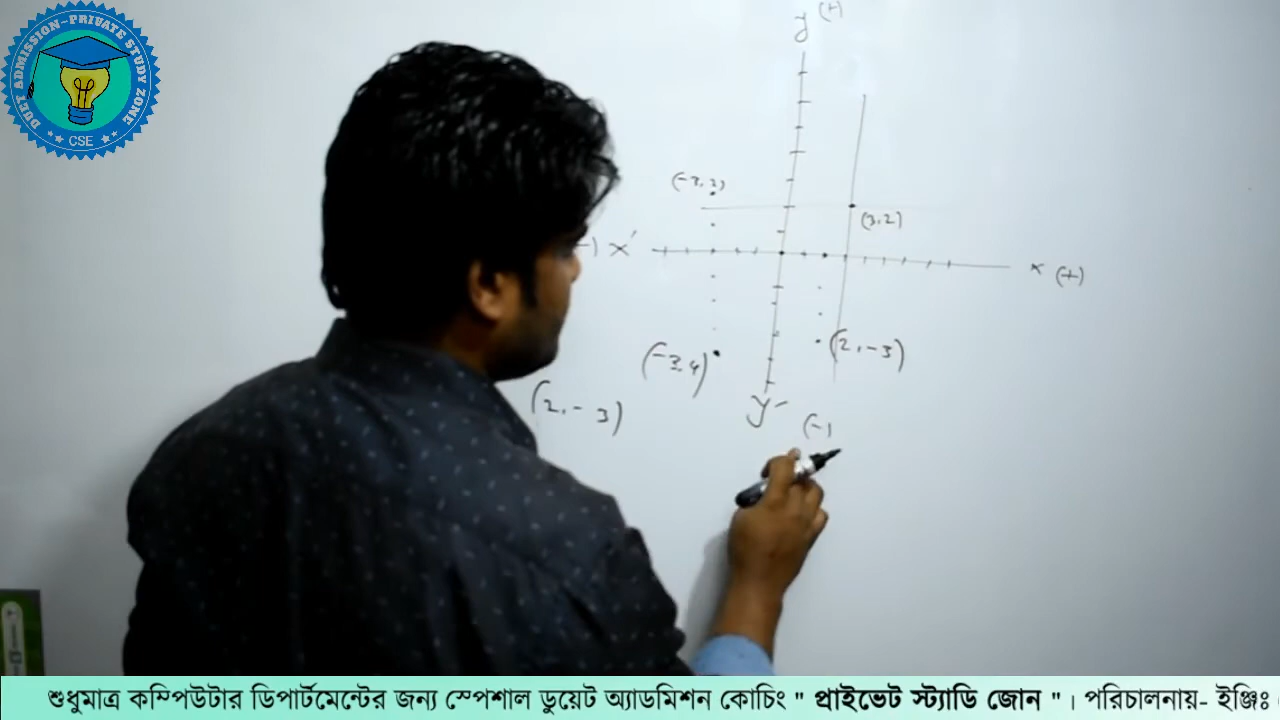 DUET ADMISSION-PRIVATE STUDY ZONE
CSE
y (+)
(-3, 2)
(3,2)
x'
x (+)
(2, -3)
(-3, 4)
(2, -3)
y-
(-1
শুধুমাত্র কম্পিউটার ডিপার্টমেন্টের জন্য স্পেশাল ডুয়েট অ্যাডমিশন কোচিং " প্রাইভেট স্ট্যাডি জোন " । পরিচালনায়- ইঞ্জিঃ